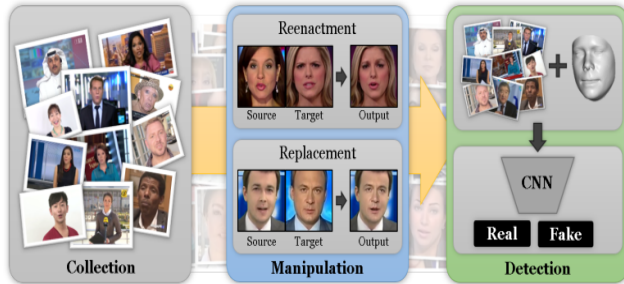 Reenactment
Source Target Output
Replacement
Source Target Output
CNN
Real Fake
Collection
Manipulation
Detection